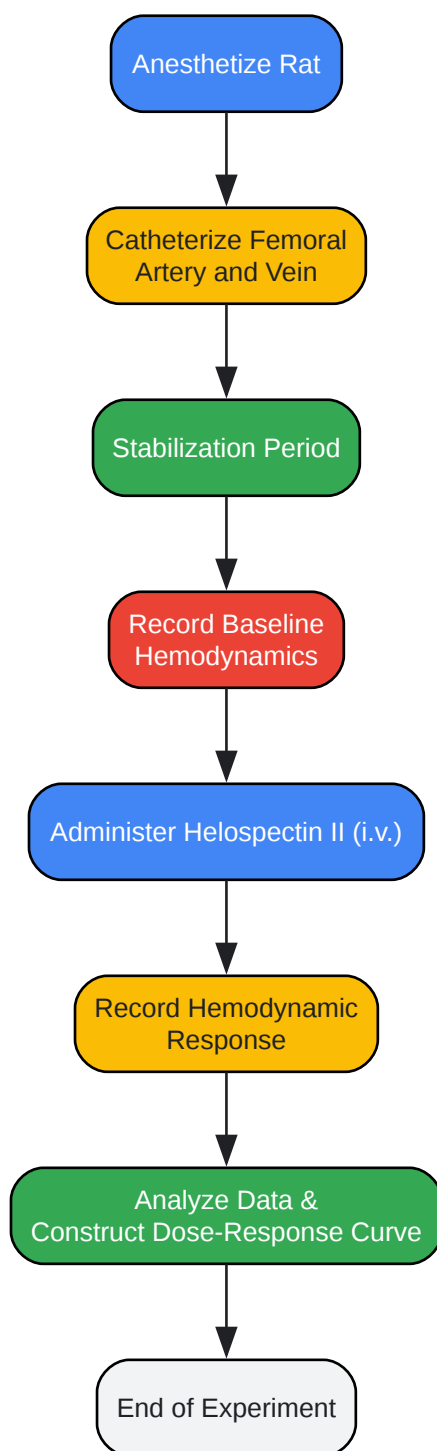 Anesthetize Rat
Catheterize Femoral
Artery and Vein
Stabilization Period
Record Baseline
Hemodynamics
Administer Helospectin II (i.v.)
Record Hemodynamic
Response
Analyze Data &
Construct Dose-Response Curve
End of Experiment